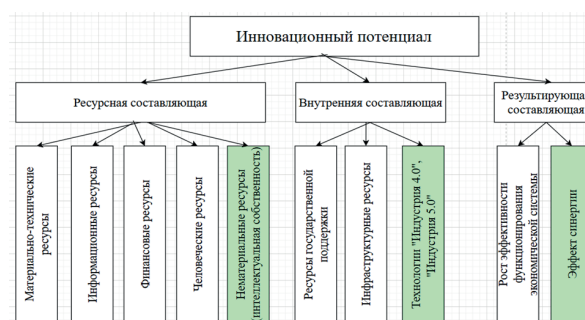 Инновационный потенциал
Ресурсная составляющая
Внутренняя составляющая
Результирующая
составляющая
Материально-технические
ресурсы
Информационные ресурсы
Финансовые ресурсы
Человеческие ресурсы
Нематериальные ресурсы
(интеллектуальная собственность)
Ресурсы государственной
поддержки
Инфраструктурные ресурсы
Технологии "Индустрия 4.0",
"Индустрия 5.0"
Рост эффективности
функционирования
экономической системы
Эффект синергии